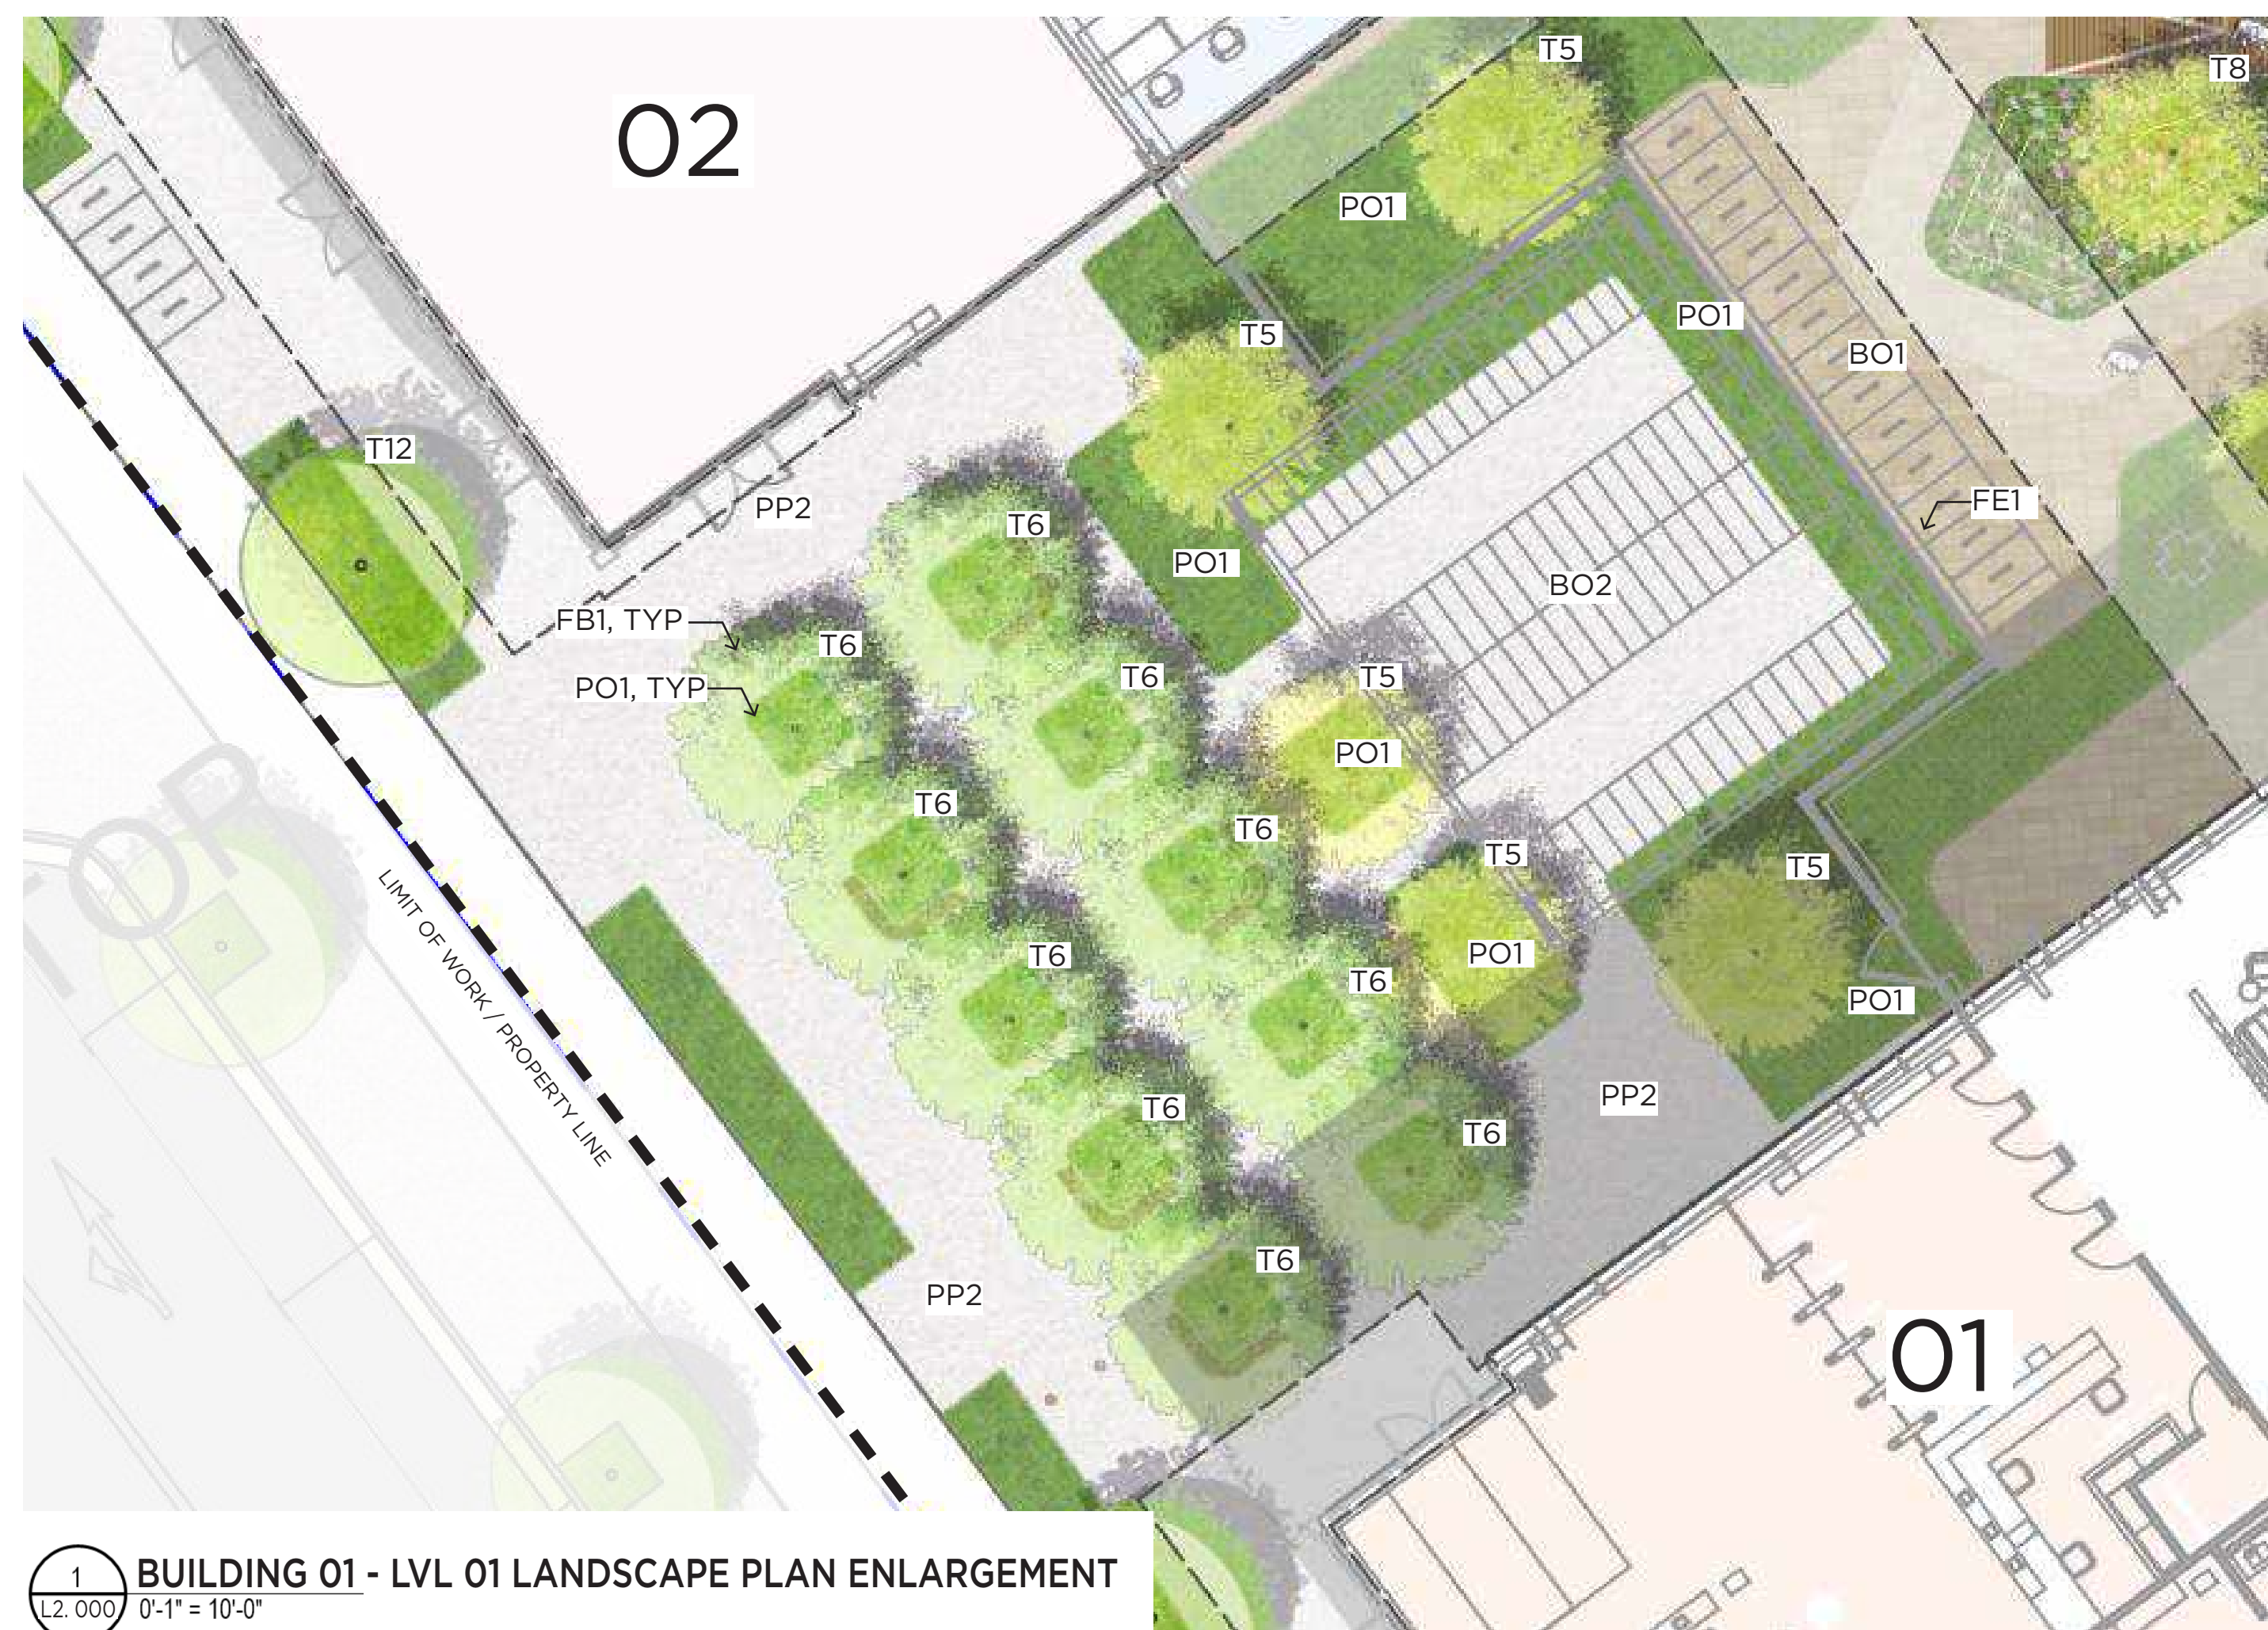 T5
T8
02
PO1
PO1
T5
BO1
T12
FE1
PP2
T6
PO1
BO2
FB1, TYP
T6
T6
T5
PO1, TYP
PO1
T6
T6
T5
T5
T6
PO1
T6
PO1
LIMIT OF WORK / PROPERTY LINE
TOP
PP2
T6
T6
T6
PP2
01
1
L2. 000
BUILDING 01 - LVL 01 LANDSCAPE PLAN ENLARGEMENT
0'-1" = 10'-0"